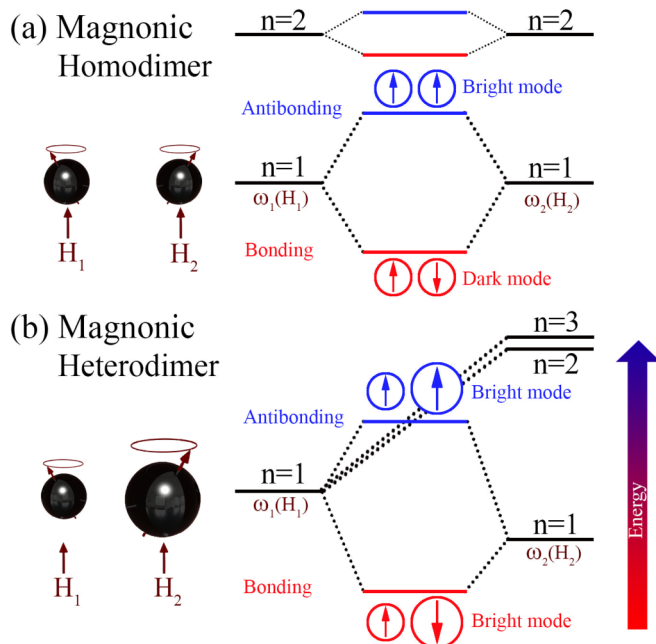 (a) Magnonic
Homodimer
n=2
n=2
Bright mode
Antibonding
n=1
ω₁(H₁)
n=1
ω₂(H₂)
H₁
H₂
Bonding
Dark mode
(b) Magnonic
Heterodimer
n=3
n=2
Bright mode
Antibonding
n=1
ω₁(H₁)
n=1
ω₂(H₂)
H₁
H₂
Bonding
Bright mode
Energy